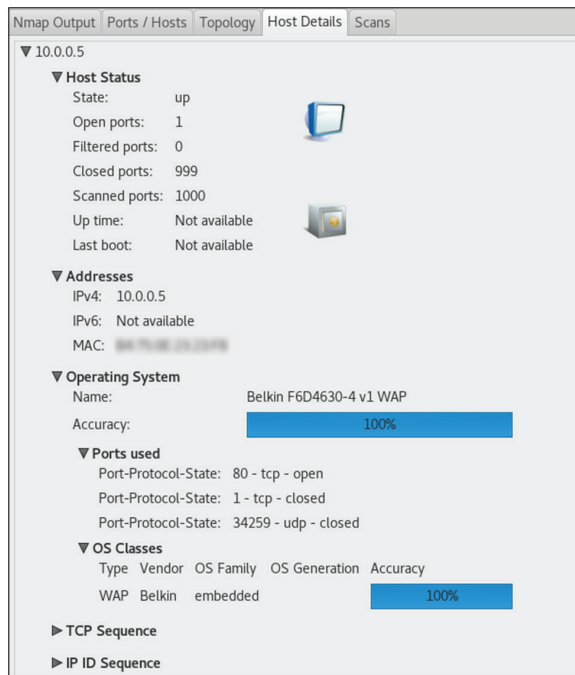 Nmap Output Ports / Hosts Topology Host Details Scans
10.0.0.5
Host Status
State: up
Open ports: 1
Filtered ports: 0
Closed ports: 999
Scanned ports: 1000
Up time: Not available
Last boot: Not available
Addresses
IPv4: 10.0.0.5
IPv6: Not available
MAC:
Operating System
Name: Belkin F6D4630-4 v1 WAP
Accuracy: 100%
Ports used
Port-Protocol-State: 80 - tcp - open
Port-Protocol-State: 1 - tcp - closed
Port-Protocol-State: 34259 - udp - closed
OS Classes
Type Vendor OS Family OS Generation Accuracy
WAP Belkin embedded 100%
TCP Sequence
IP ID Sequence